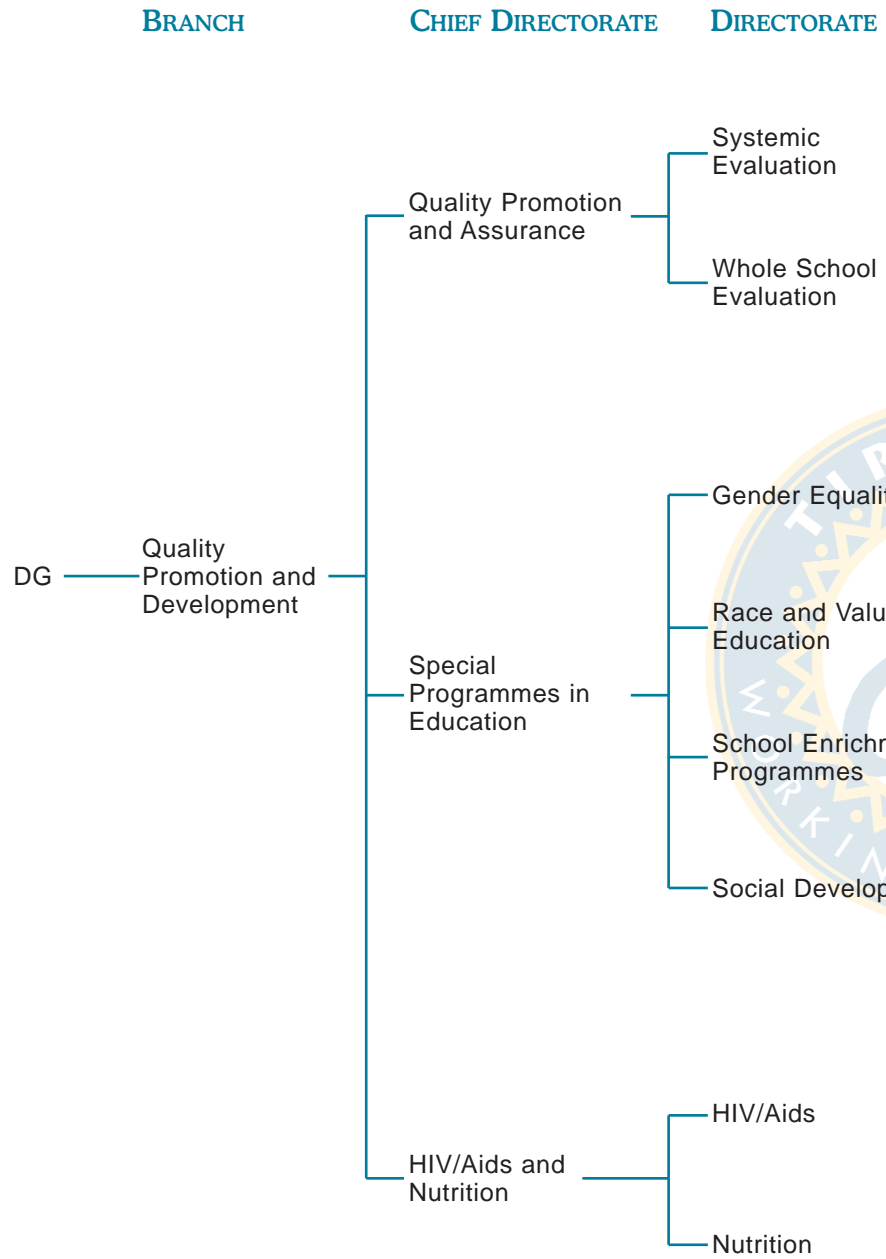 BRANCH CHIEF DIRECTORATE DIRECTORATE
Systemic
Evaluation
Quality Promotion
and Assurance
Whole School
Evaluation
Gender Equalit
Quality
DG Promotion and
Development
Race and Valu
Education
Special
Programmes in
Education
School Enrichm
Programmes
Social Develop
HIV/Aids
HIV/Aids and
Nutrition
Nutrition
TIR
WORKIN